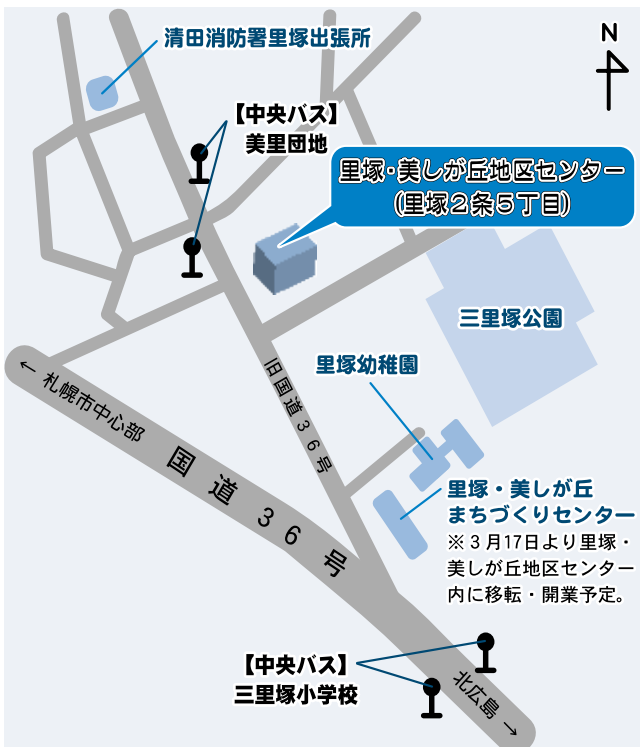 清田消防署里塚出張所
N
【中央バス】
美里団地
里塚・美しが丘地区センター
(里塚２条５丁目)
三里塚公園
里塚幼稚園
旧国道３６号
← 札幌市中心部
国道３６号
里塚・美しが丘
まちづくりセンター
※３月17日より里塚・
美しが丘地区センター
内に移転・開業予定。
【中央バス】
三里塚小学校
北広島 →